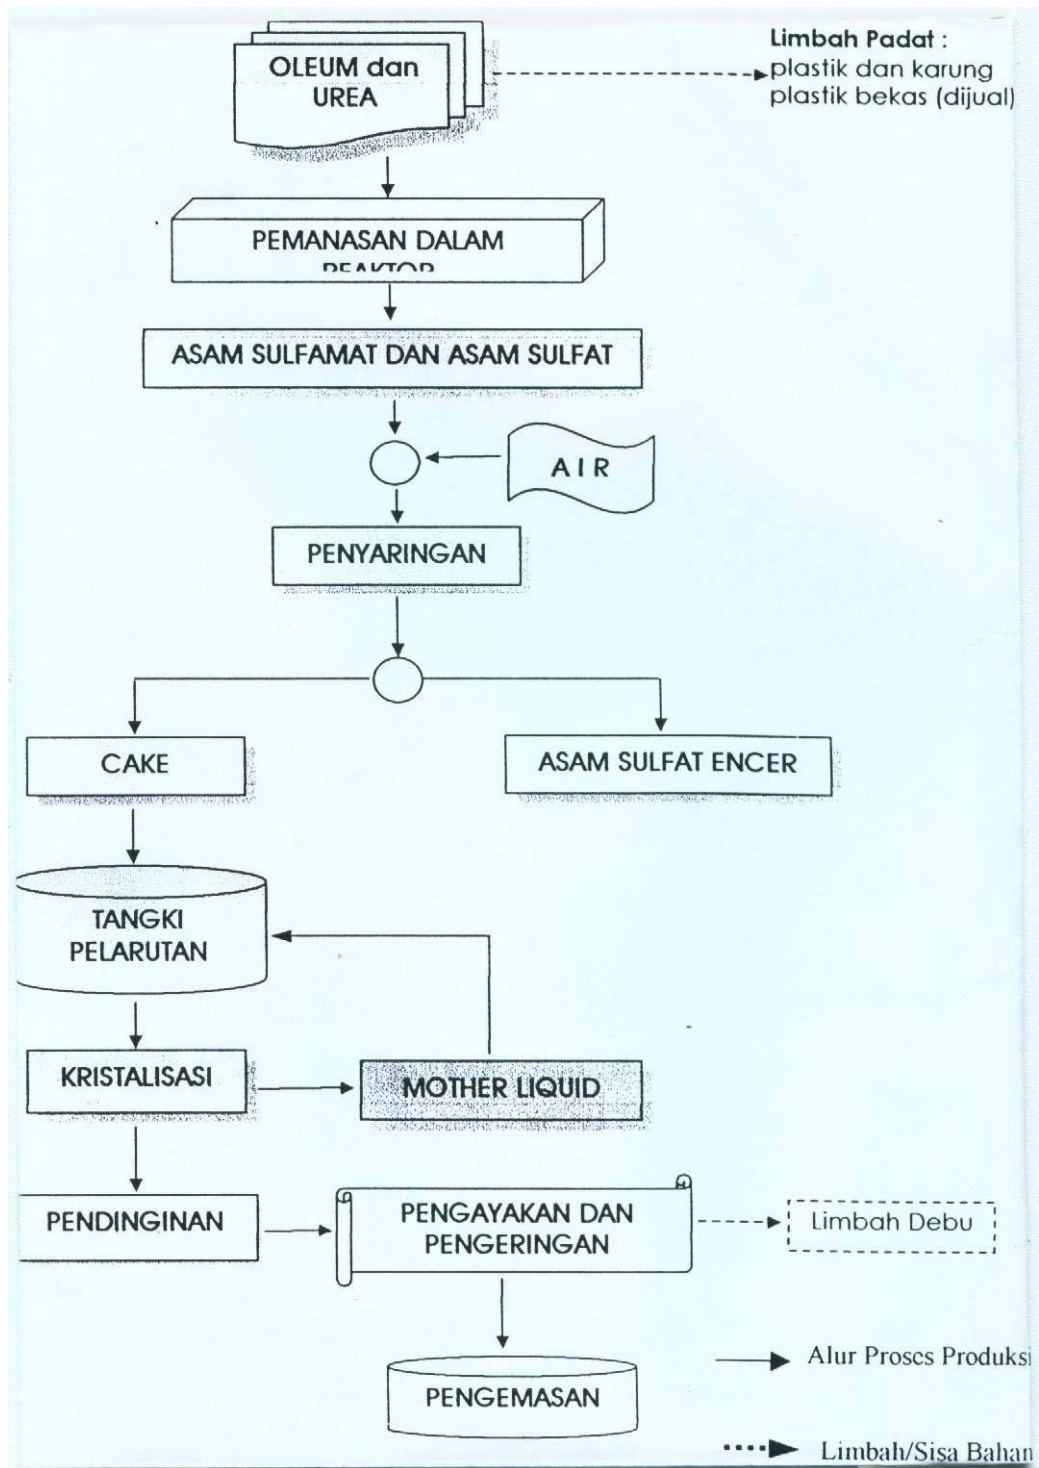 OLEUM dan
UREA
Limbah Padat :
plastik dan karung
plastik bekas (dijual)
PEMANASAN DALAM
REAKTOR
ASAM SULFAMAT DAN ASAM SULFAT
AIR
PENYARINGAN
CAKE
ASAM SULFAT ENCER
TANGKI
PELARUTAN
KRISTALISASI
MOTHER LIQUID
PENDINGINAN
PENGAYAKAN DAN
PENGERINGAN
Limbah Debu
PENGEMASAN
Alur Proses Produksi
Limbah/Sisa Bahan